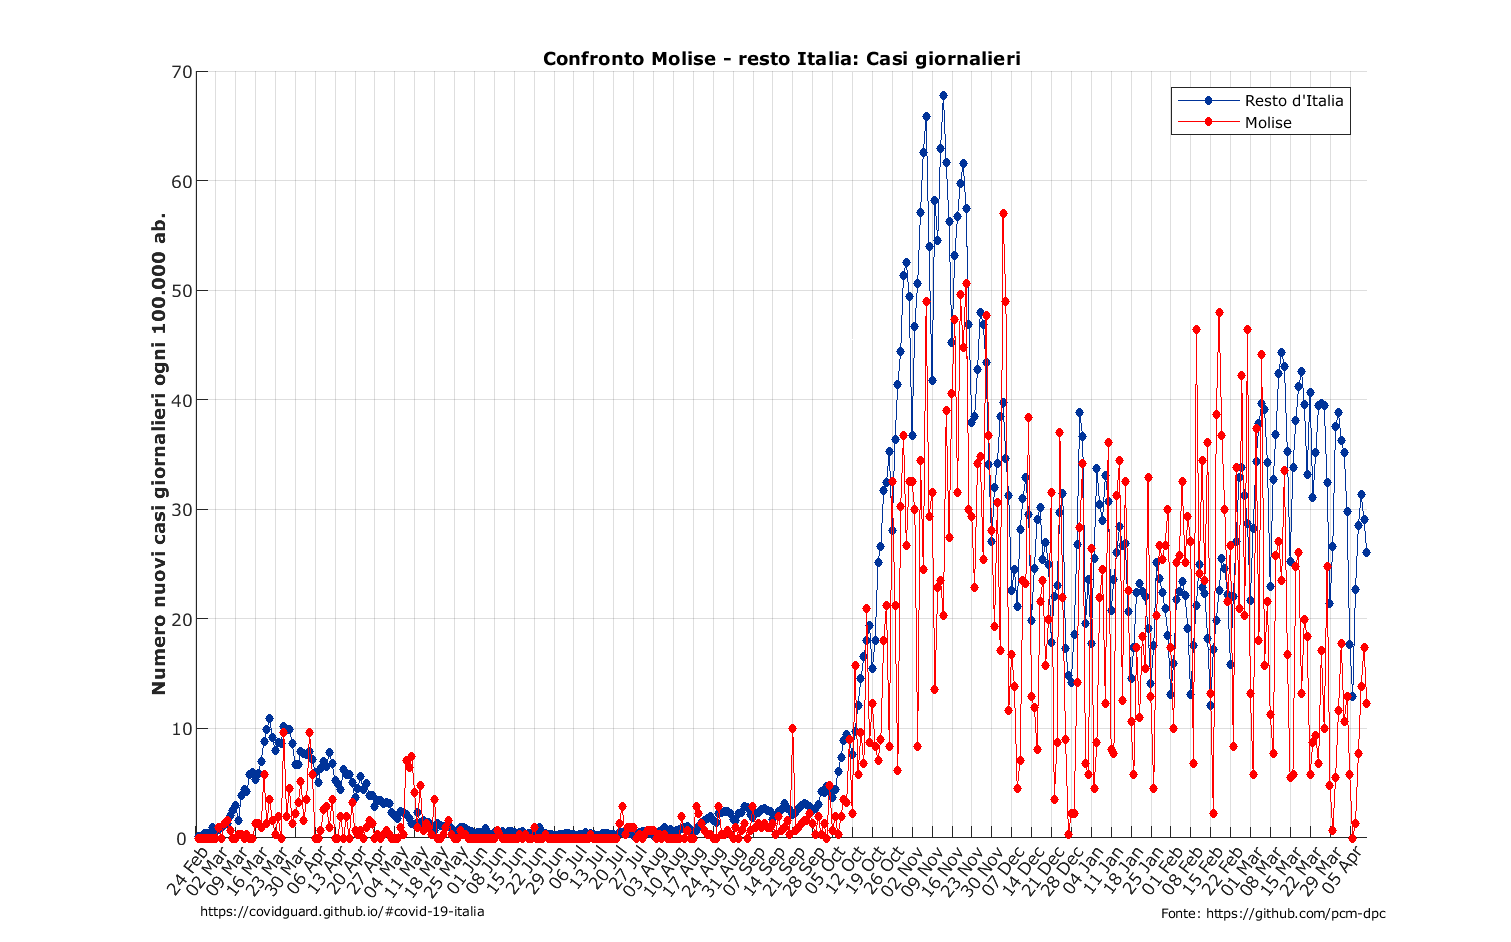 Confronto Molise - resto Italia: Casi giornalieri
Numero nuovi casi giornalieri ogni 100.000 ab.
70
60
50
40
30
20
10
0
Resto d'Italia
Molise
24 Feb
02 Mar
09 Mar
16 Mar
23 Mar
30 Mar
06 Apr
13 Apr
20 Apr
27 Apr
04 May
11 May
18 May
25 May
01 Jun
08 Jun
15 Jun
22 Jun
29 Jun
06 Jul
13 Jul
20 Jul
27 Jul
03 Aug
10 Aug
17 Aug
24 Aug
31 Aug
07 Sep
14 Sep
21 Sep
28 Sep
05 Oct
12 Oct
19 Oct
26 Oct
02 Nov
09 Nov
16 Nov
23 Nov
30 Nov
07 Dec
14 Dec
21 Dec
28 Dec
04 Jan
11 Jan
18 Jan
25 Jan
01 Feb
08 Feb
15 Feb
22 Feb
01 Mar
08 Mar
15 Mar
22 Mar
29 Mar
05 Apr
https://covidguard.github.io/#covid-19-italia
Fonte: https://github.com/pcm-dpc